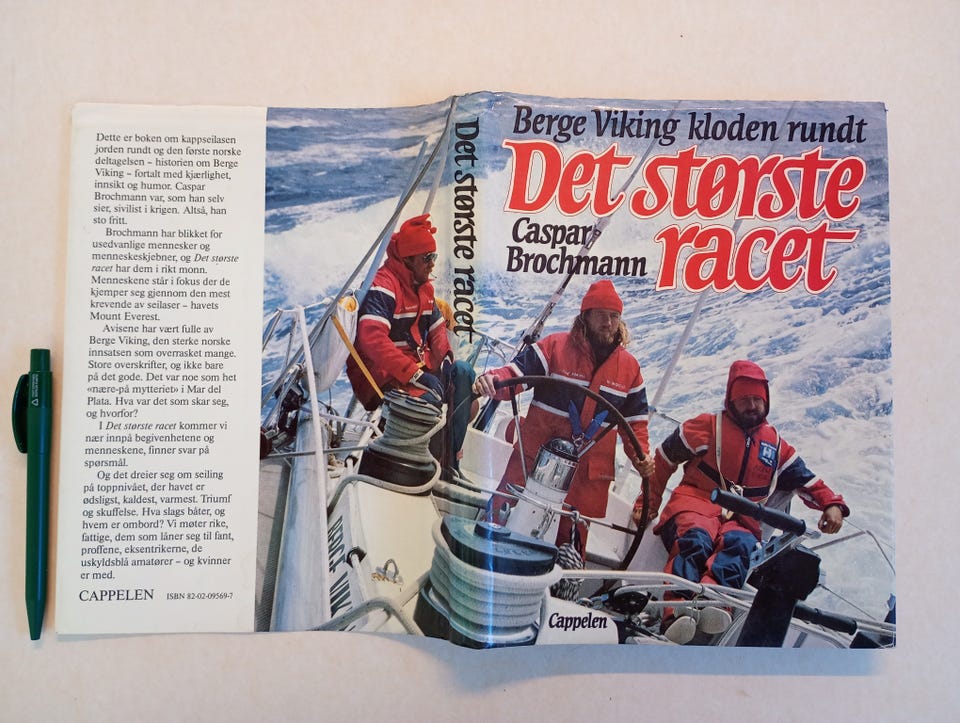 Dette er boken om kappseilasen
jorden rundt og den første norske
deltagelsen – historien om Berge
Viking – fortalt med kjærlighet,
innsikt og humor. Caspar
Brochmann var, som han selv
sier, sivilist i krigen. Altså, han
sto fritt.
Brochmann har blikket for
usedvanlige mennesker og
menneskeskjebner, og Det største
racet har dem i rikt monn.
Menneskene står i fokus der de
kjemper seg gjennom den mest
krevende av seilaser – havets
Mount Everest.
Avisene har vært fulle av
Berge Viking, den sterke norske
innsatsen som overrasket mange.
Store overskrifter, og ikke bare
på det gode. Det var noe som het
«nære-på mytteriet» i Mar del
Plata. Hva var det som skar seg,
og hvorfor?
I Det største racet kommer vi
nær innpå begivenhetene og
menneskene, finner svar på
spørsmål.
Og det dreier seg om seiling
på toppnivået, der havet er
ødsligst, kaldest, varmest. Triumf
og skuffelse. Hva slags båter, og
hvem er ombord? Vi møter rike,
fattige, dem som låner seg til fant,
proffene, eksentrikerne, de
uskyldsblå amatører – og kvinner
er med.
CAPPELEN ISBN 82-02-09569-7
Det største racet
Berge Viking kloden rundt
Det største
racet
Caspar
Brochmann
Cappelen